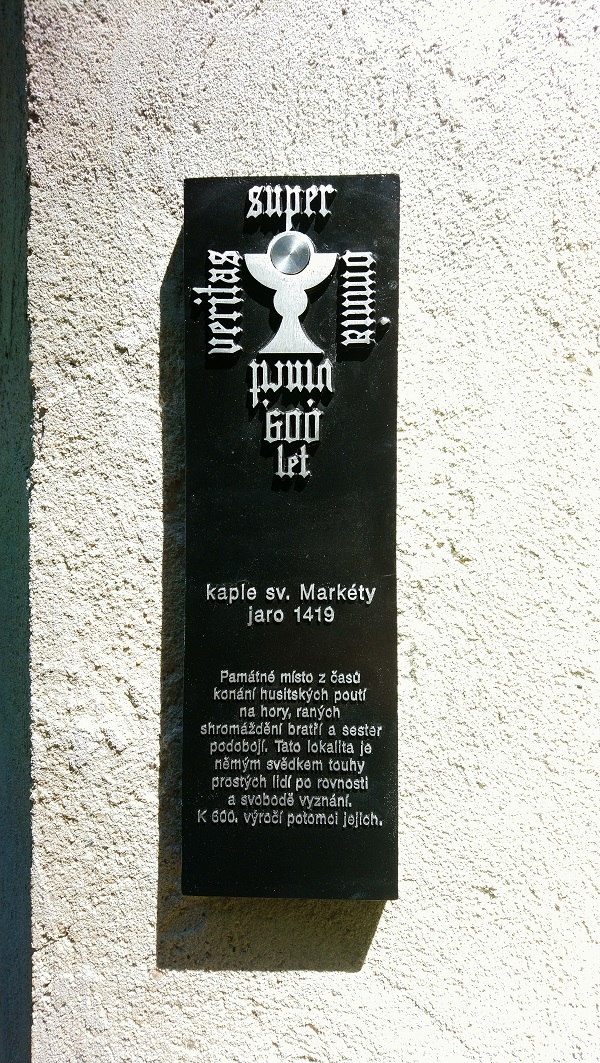 super
veritas
omnia
vincit
600
let
kaple sv. Markéty
jaro 1419
Památné místo z časů
konání husitských poutí
na hory, raných
shromáždění bratří a sester
podobojí. Tato lokalita je
němým svědkem touhy
prostých lidí po rovnosti
a svobodě vyznání.
K 600. výročí potomci jejich.